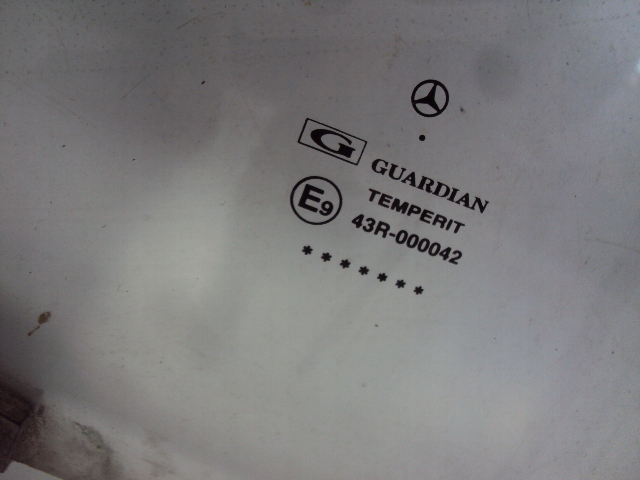 G GUARDIAN
TEMPERIT
E9 43R-000042
*******